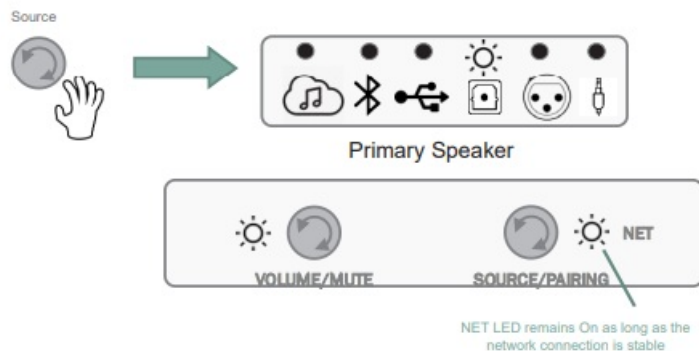 Source
Primary Speaker
NET
VOLUME/MUTE
SOURCE/PAIRING
NET LED remains On as long as the
network connection is stable